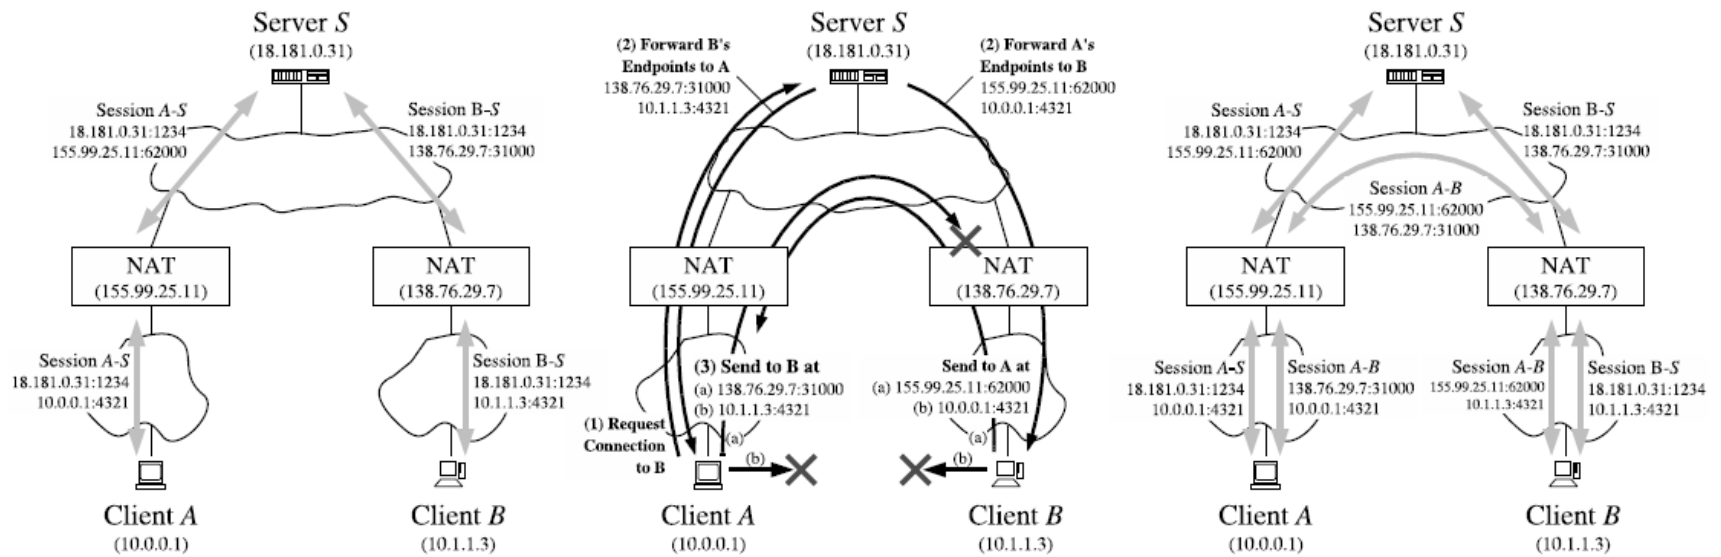 Server S
(18.181.0.31)
Session A-S
18.181.0.31:1234
155.99.25.11:62000
Session B-S
18.181.0.31:1234
138.76.29.7:31000
NAT
(155.99.25.11)
NAT
(138.76.29.7)
Session A-S
18.181.0.31:1234
10.0.0.1:4321
Session B-S
18.181.0.31:1234
10.1.1.3:4321
Client A
(10.0.0.1)
Client B
(10.1.1.3)
Server S
(18.181.0.31)
(2) Forward B's
Endpoints to A
138.76.29.7:31000
10.1.1.3:4321
(2) Forward A's
Endpoints to B
155.99.25.11:62000
10.0.0.1:4321
NAT
(155.99.25.11)
NAT
(138.76.29.7)
(3) Send to B at
(a) 138.76.29.7:31000
(b) 10.1.1.3:4321
Send to A at
(a) 155.99.25.11:62000
(b) 10.0.0.1:4321
(1) Request
Connection
to B
(a)
(b)
(a)
(b)
Client A
(10.0.0.1)
Client B
(10.1.1.3)
Server S
(18.181.0.31)
Session A-S
18.181.0.31:1234
155.99.25.11:62000
Session B-S
18.181.0.31:1234
138.76.29.7:31000
Session A-B
155.99.25.11:62000
138.76.29.7:31000
NAT
(155.99.25.11)
NAT
(138.76.29.7)
Session A-S
18.181.0.31:1234
10.0.0.1:4321
Session A-B
138.76.29.7:31000
10.0.0.1:4321
Session A-B
155.99.25.11:62000
10.1.1.3:4321
Session B-S
18.181.0.31:1234
10.1.1.3:4321
Client A
(10.0.0.1)
Client B
(10.1.1.3)